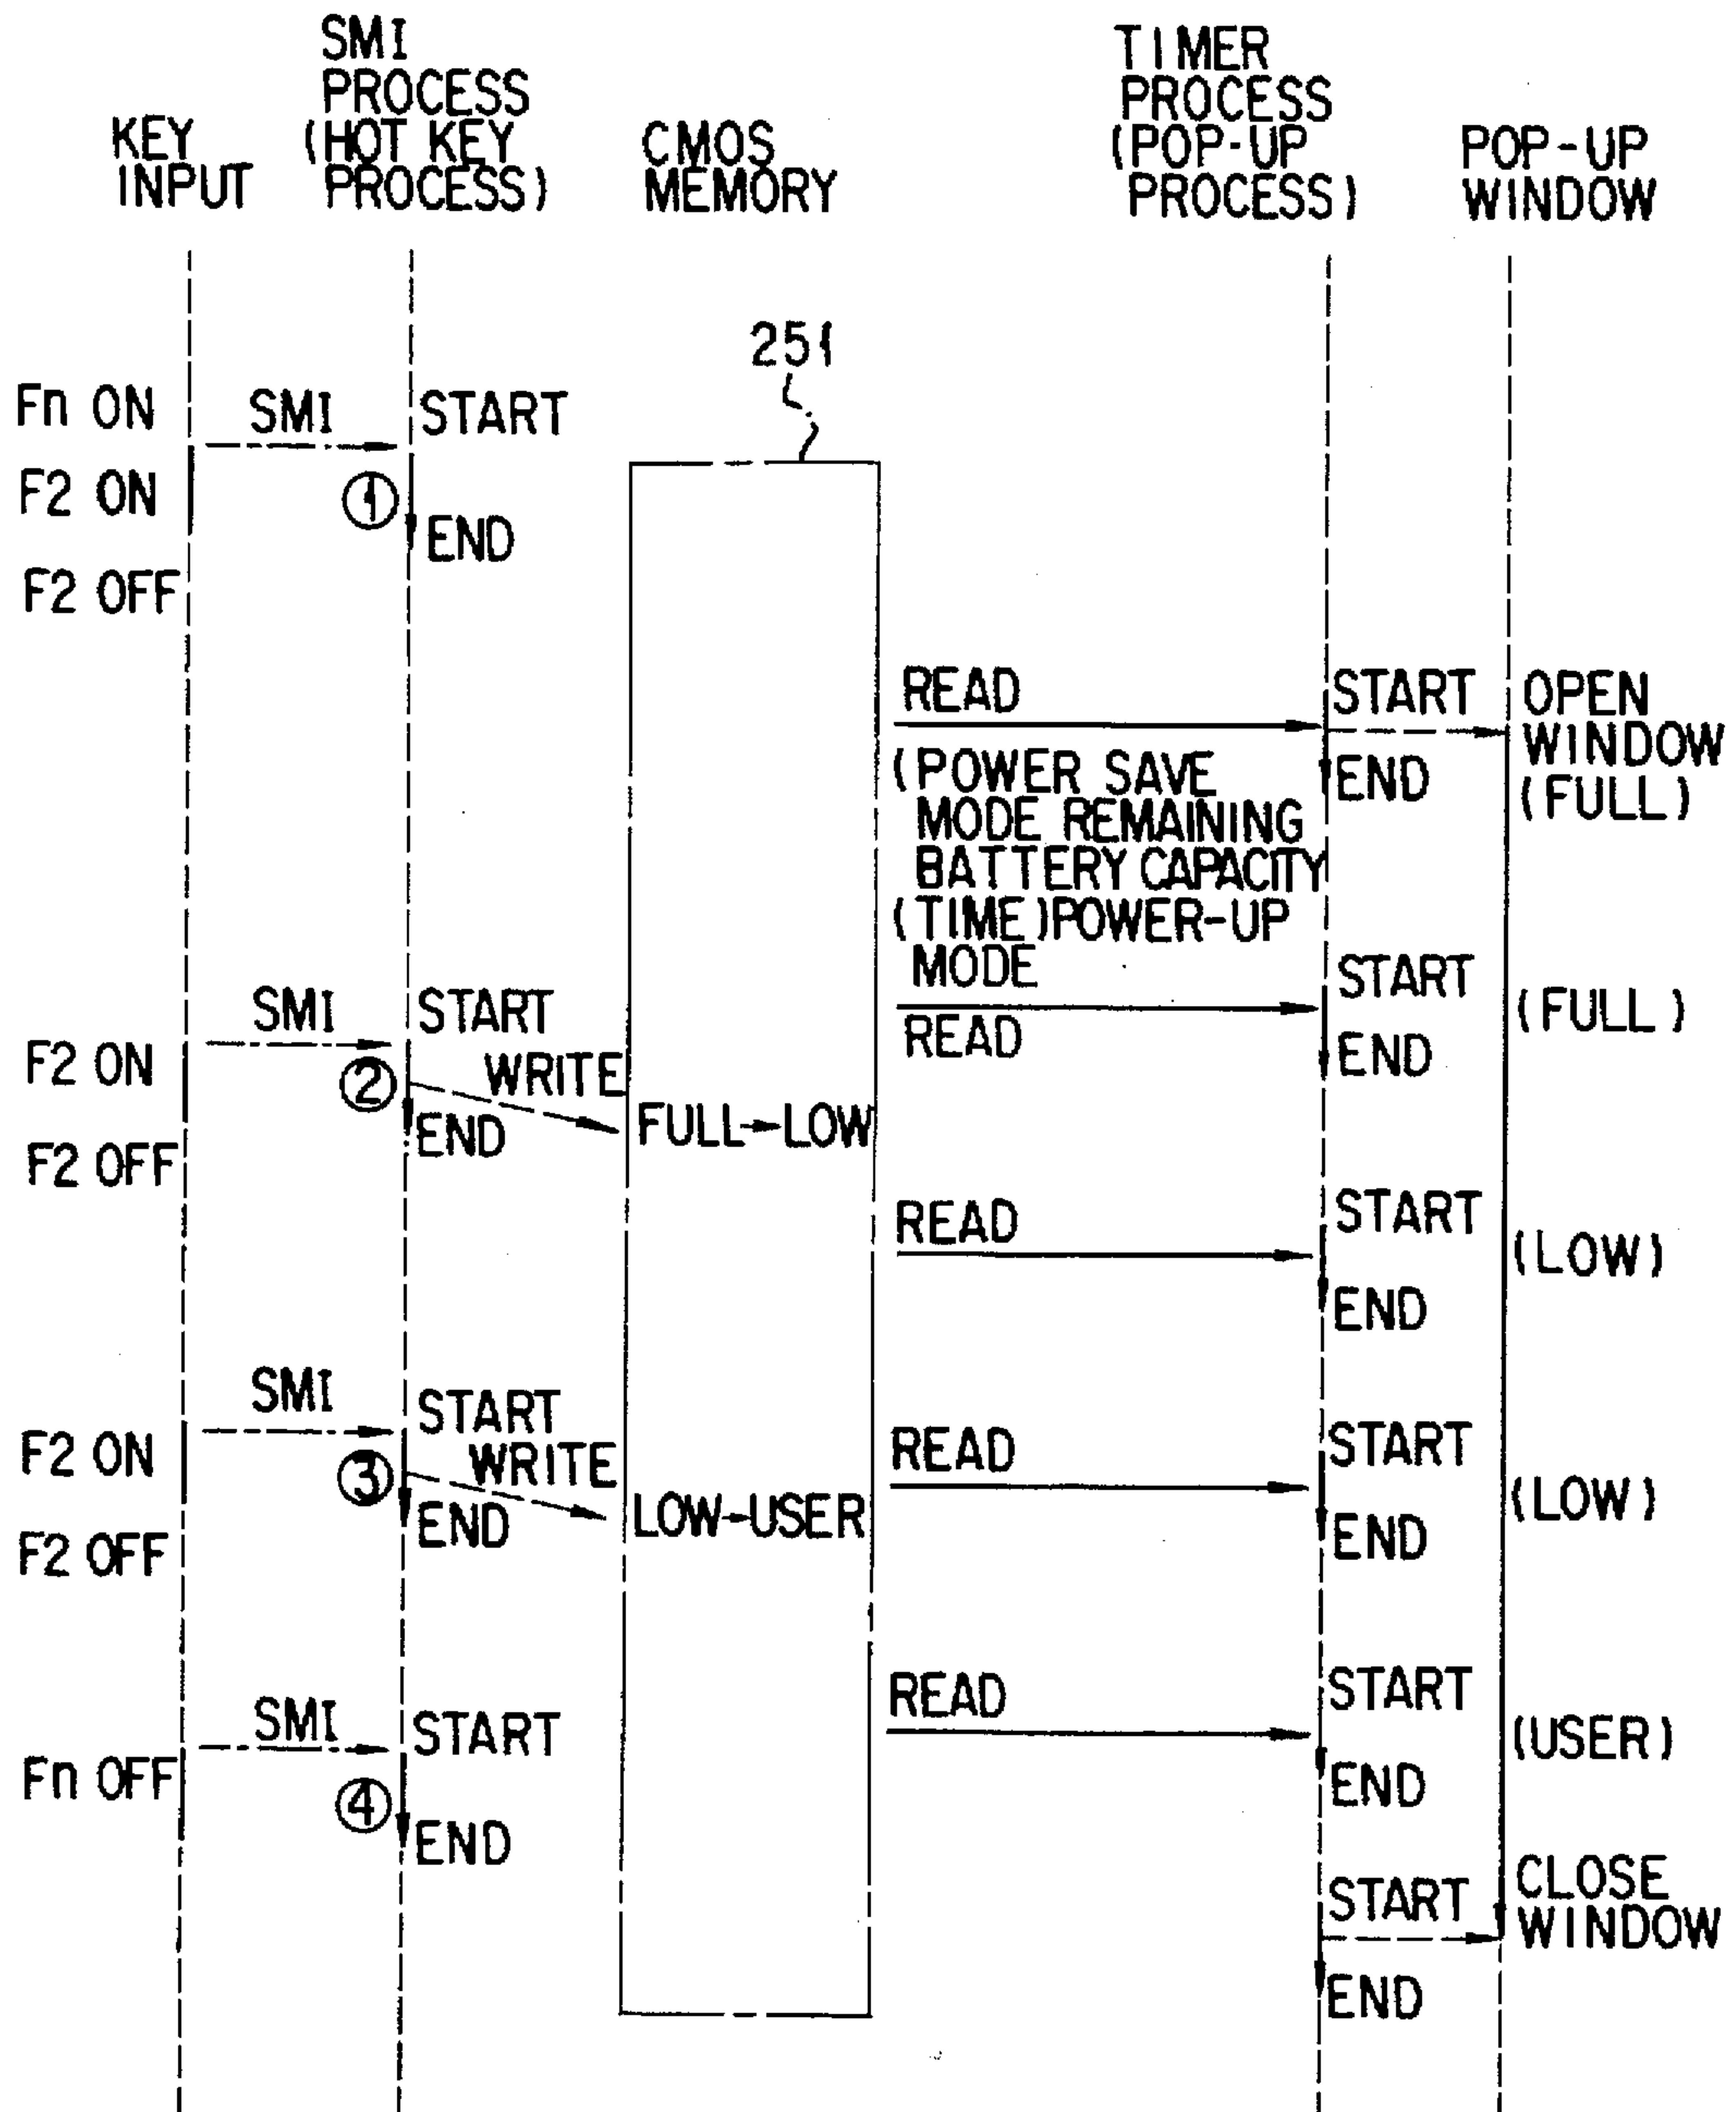 KEY
INPUT
SMI
PROCESS
(HOT KEY
PROCESS)
CMOS
MEMORY
TIMER
PROCESS
(POP-UP
PROCESS)
POP-UP
WINDOW
251
Fn ON
SMI
START
F2 ON
①
END
F2 OFF
READ
START
OPEN
WINDOW
(FULL)
END
(POWER SAVE
MODE REMAINING
BATTERY CAPACITY
(TIME)POWER-UP
MODE
START
(FULL)
READ
END
SMI
START
F2 ON
②
WRITE
END
FULL→LOW
F2 OFF
READ
START
(LOW)
END
SMI
START
F2 ON
③
WRITE
END
LOW→USER
READ
START
(LOW)
END
F2 OFF
READ
START
(USER)
END
SMI
START
Fn OFF
④
END
START
CLOSE
WINDOW
END